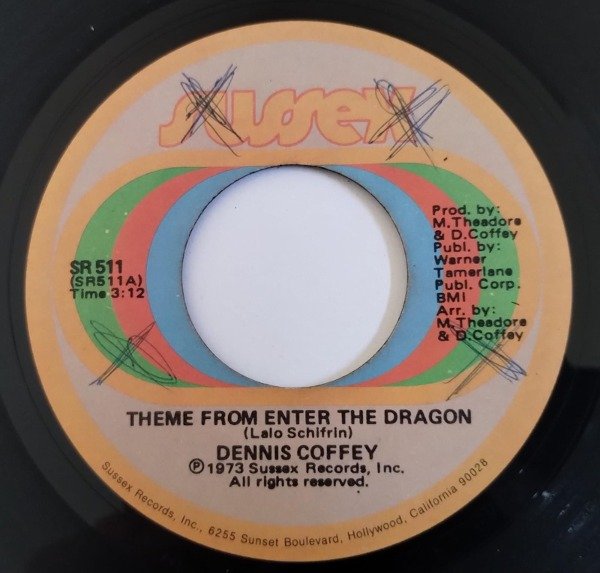 sussex
SR 511
(SR511A)
Time 3:12
Prod. by:
M. Theodore
& D. Coffey
Publ. by:
Warner
Tamerlane
Publ. Corp.
BMI
Arr. by:
M. Theodore
& D. Coffey
THEME FROM ENTER THE DRAGON
(Lalo Schifrin)
DENNIS COFFEY
℗ 1973 Sussex Records, Inc.
All rights reserved.
Sussex Records, Inc., 6255 Sunset Boulevard, Hollywood, California 90028